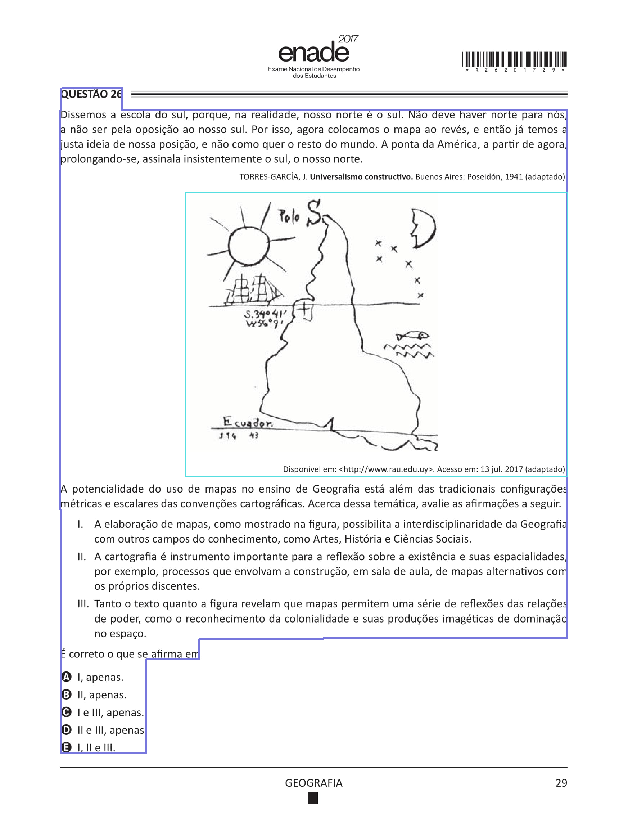 2017
enade
Exame Nacional de Desempenho
dos Estudantes
*R26201729*
QUESTÃO 26
Dissemos a escola do sul, porque, na realidade, nosso norte é o sul. Não deve haver norte para nós,
a não ser pela oposição ao nosso sul. Por isso, agora colocamos o mapa ao revés, e então já temos a
justa ideia de nossa posição, e não como quer o resto do mundo. A ponta da América, a partir de agora,
prolongando-se, assinala insistentemente o sul, o nosso norte.
TORRES-GARCÍA, J. Universalismo constructivo. Buenos Aires: Poseidón, 1941 (adaptado)
Polo S.
S.34º41'
W56º9'
Ecuador
Disponível em: <http://www.rau.edu.uy>. Acesso em: 13 jul. 2017 (adaptado)
A potencialidade do uso de mapas no ensino de Geografia está além das tradicionais configurações
métricas e escalares das convenções cartográficas. Acerca dessa temática, avalie as afirmações a seguir.
I. A elaboração de mapas, como mostrado na figura, possibilita a interdisciplinaridade da Geografia
com outros campos do conhecimento, como Artes, História e Ciências Sociais.
II. A cartografia é instrumento importante para a reflexão sobre a existência e suas espacialidades,
por exemplo, processos que envolvam a construção, em sala de aula, de mapas alternativos com
os próprios discentes.
III. Tanto o texto quanto a figura revelam que mapas permitem uma série de reflexões das relações
de poder, como o reconhecimento da colonialidade e suas produções imagéticas de dominação
no espaço.
É correto o que se afirma em
A I, apenas.
B II, apenas.
C I e III, apenas.
D II e III, apenas
E I, II e III.
GEOGRAFIA
29